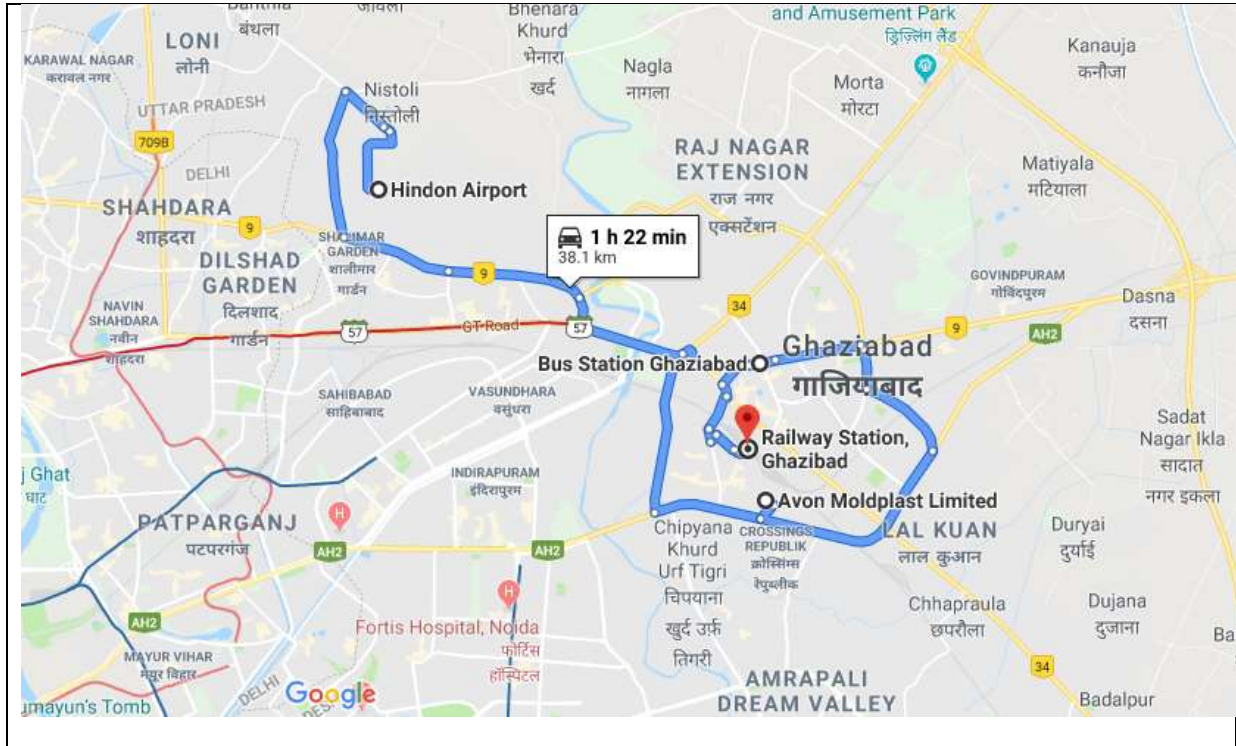 Banthla
बंथला
जावला
Bhenara
Khurd
भेनारा
खर्द
and Amusement Park
ड्रिज़्लिंग लैंड
LONI
लोनी
KARAWAL NAGAR
करावल नगर
Nistoli
निस्तोली
Nagla
नागला
Morta
मोरटा
Kanauja
कनौजा
UTTAR PRADESH
709B
DELHI
RAJ NAGAR
EXTENSION
राज नगर
एक्सटेंशन
Matiyala
मटियाला
Hindon Airport
SHAHDARA
शाहदरा
9
SHALIMAR
GARDEN
शालीमार
गार्डन
1 h 22 min
38.1 km
DILSHAD
GARDEN
दिलशाद
गार्डन
9
GOVINDPURAM
गोविंदपुरम
Dasna
दसना
NAVIN
SHAHDARA
नवीन
शाहदरा
57
GT Road
57
34
9
AH2
Bus Station Ghaziabad
Ghaziabad
गाजियाबाद
SAHIBABAD
साहिबाबाद
VASUNDHARA
वसुंधरा
Railway Station,
Ghazibad
Sadat
Nagar Ikla
सादात
नगर इकला
j Ghat
घाट
INDIRAPURAM
इंदिरापुरम
Avon Moldplast Limited
H
PATPARGANJ
पटपरगंज
AH2
AH2
Chipyana
Khurd
Urf Tigri
चिपयाना
खुर्द उर्फ़
तिगरी
CROSSINGS
REPUBLIK
क्रॉसिंग्स
रेपुब्लीक
LAL KUAN
लाल कुआन
Duryai
दुर्याई
H
AH2
Fortis Hospital, Noida
फोर्टिस
हॉस्पिटल
Chhapraula
छपरौला
Dujana
दुजाना
Ba
MAYUR VIHAR
मयूर विहार
DELHI
34
AMRAPALI
DREAM VALLEY
Badalpur
umayun's Tomb
Google